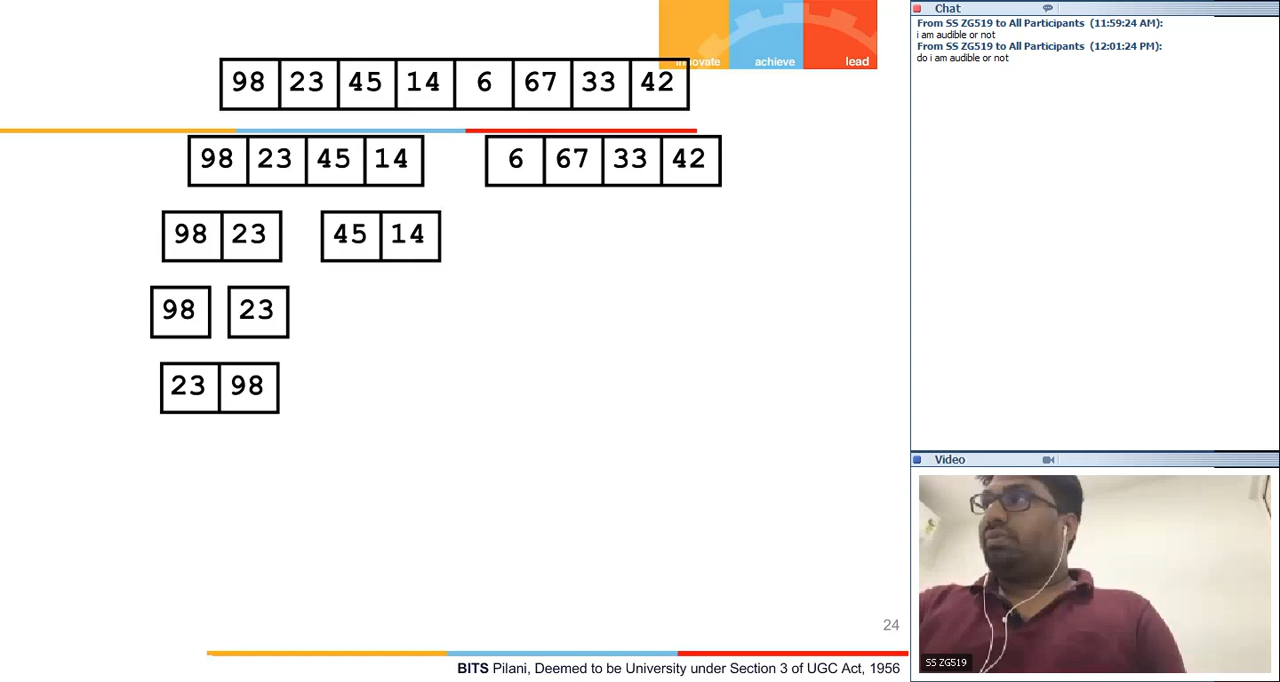 innovate achieve lead
98 23 45 14 6 67 33 42
98 23 45 14 6 67 33 42
98 23 45 14
98 23
23 98
24
BITS Pilani, Deemed to be University under Section 3 of UGC Act, 1956
Chat
From SS ZG519 to All Participants (11:59:24 AM):
i am audible or not
From SS ZG519 to All Participants (12:01:24 PM):
do i am audible or not
Video
SS ZG519